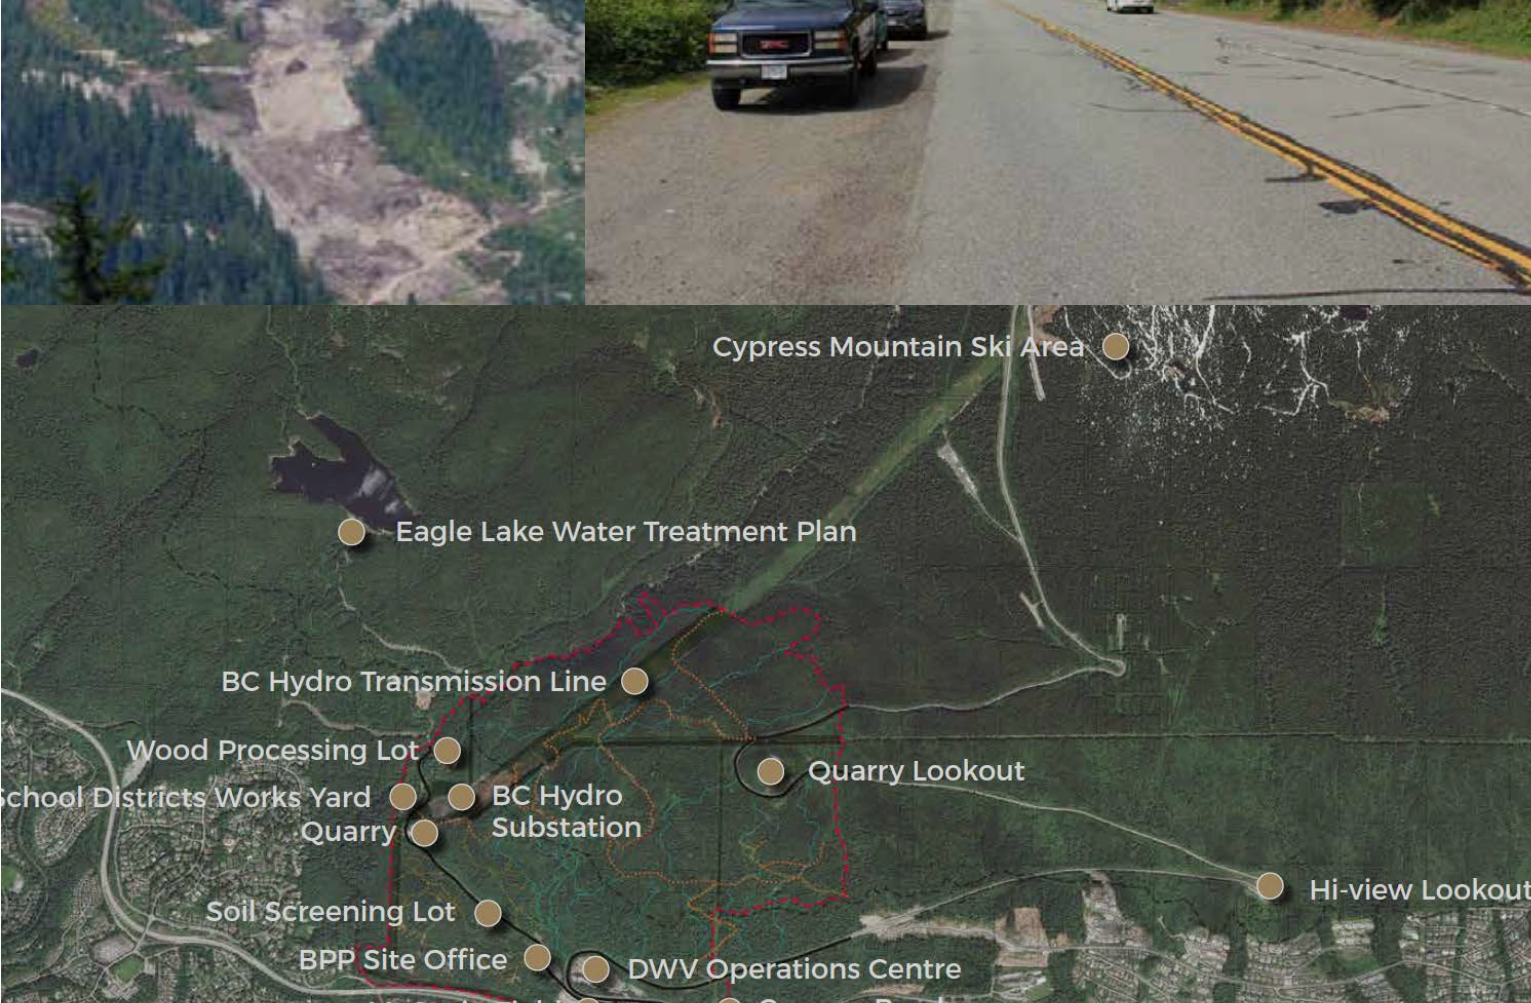 GMC
Cypress Mountain Ski Area
Eagle Lake Water Treatment Plan
BC Hydro Transmission Line
Wood Processing Lot
Quarry Lookout
School Districts Works Yard
BC Hydro
Substation
Quarry
Hi-view Lookout
Soil Screening Lot
BPP Site Office
DWV Operations Centre